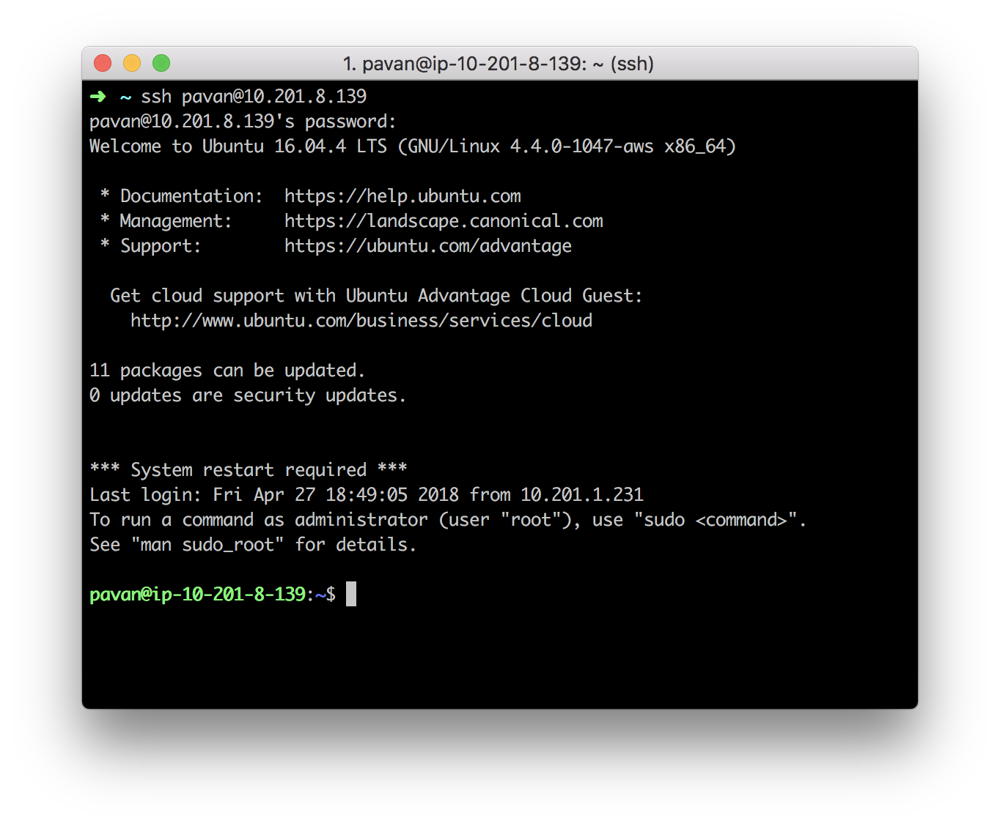 1. pavan@ip-10-201-8-139: ~ (ssh)
➜ ~ ssh pavan@10.201.8.139
pavan@10.201.8.139's password:
Welcome to Ubuntu 16.04.4 LTS (GNU/Linux 4.4.0-1047-aws x86_64)
* Documentation: https://help.ubuntu.com
* Management: https://landscape.canonical.com
* Support: https://ubuntu.com/advantage
Get cloud support with Ubuntu Advantage Cloud Guest:
http://www.ubuntu.com/business/services/cloud
11 packages can be updated.
0 updates are security updates.
*** System restart required ***
Last login: Fri Apr 27 18:49:05 2018 from 10.201.1.231
To run a command as administrator (user "root"), use "sudo <command>".
See "man sudo_root" for details.
pavan@ip-10-201-8-139:~$